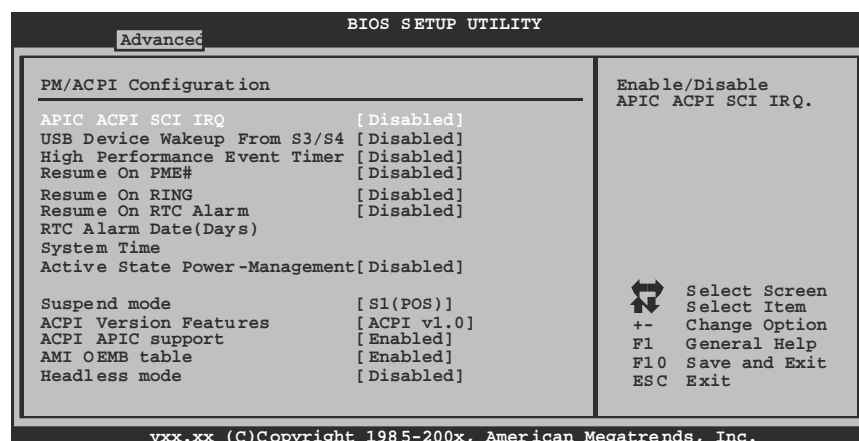 BIOS SETUP UTILITY
Advanced
PM/ACPI Configuration
APIC ACPI SCI IRQ [Disabled]
USB Device Wakeup From S3/S4 [Disabled]
High Performance Event Timer [Disabled]
Resume On PME# [Disabled]
Resume On RING [Disabled]
Resume On RTC Alarm [Disabled]
RTC Alarm Date(Days)
System Time
Active State Power-Management[Disabled]
Suspend mode [S1(POS)]
ACPI Version Features [ACPI v1.0]
ACPI APIC support [Enabled]
AMI OEMB table [Enabled]
Headless mode [Disabled]
Enable/Disable
APIC ACPI SCI IRQ.
Select Screen
Select Item
+- Change Option
F1 General Help
F10 Save and Exit
ESC Exit
vxx.xx (C)Copyright 1985-200x, American Megatrends, Inc.